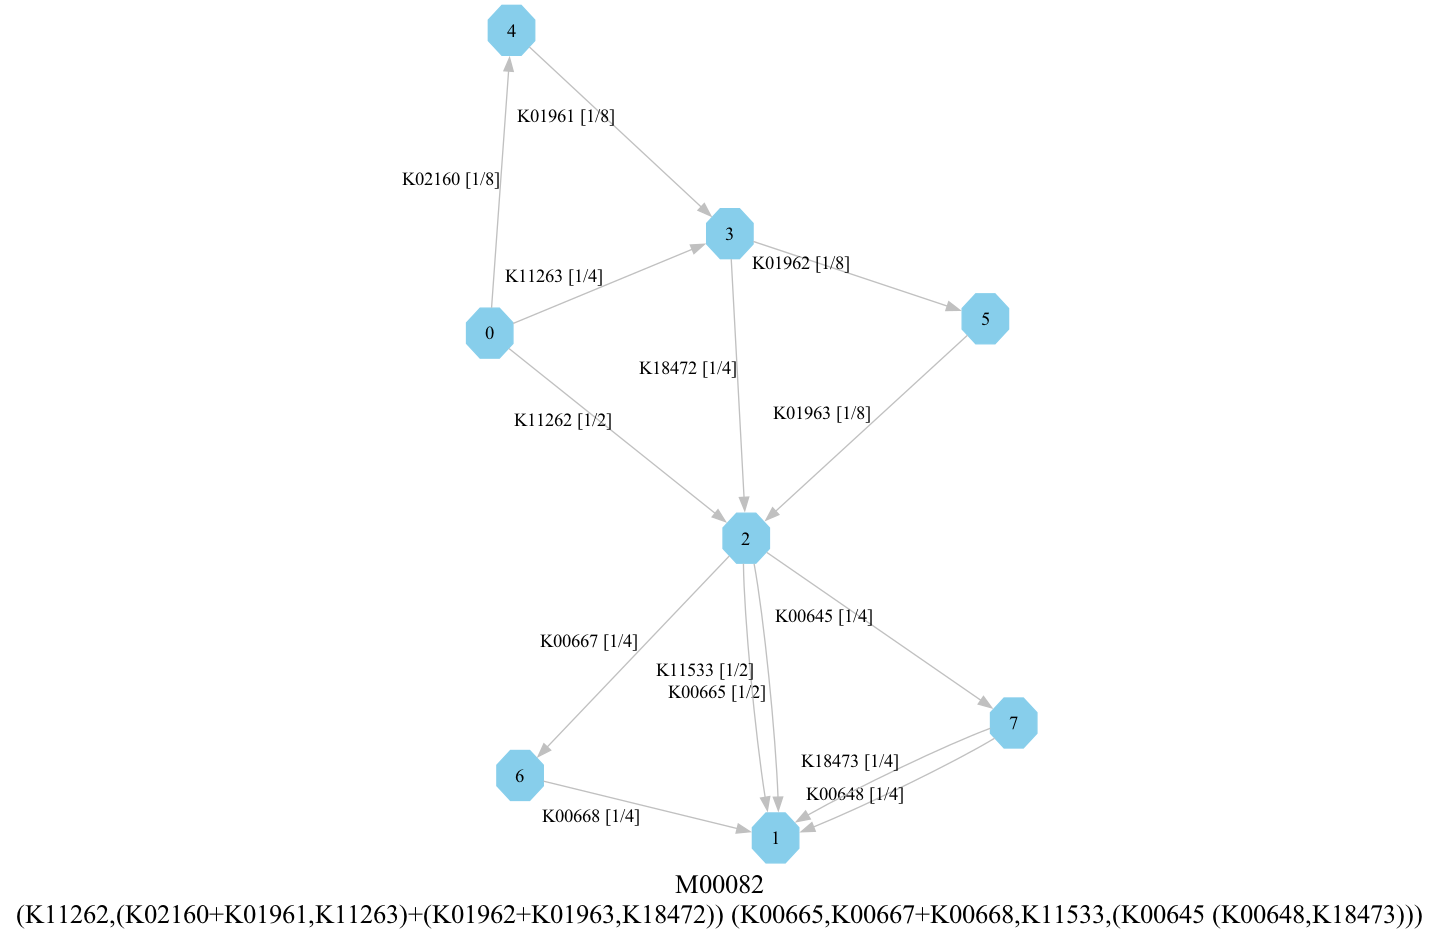 4
K01961 [1/8]
K02160 [1/8]
3
K01962 [1/8]
K11263 [1/4]
5
0
K18472 [1/4]
K01963 [1/8]
K11262 [1/2]
2
K00645 [1/4]
K00667 [1/4]
K11533 [1/2]
K00665 [1/2]
7
K18473 [1/4]
6
K00648 [1/4]
K00668 [1/4]
1
M00082
(K11262,(K02160+K01961,K11263)+(K01962+K01963,K18472)) (K00665,K00667+K00668,K11533,(K00645 (K00648,K18473)))